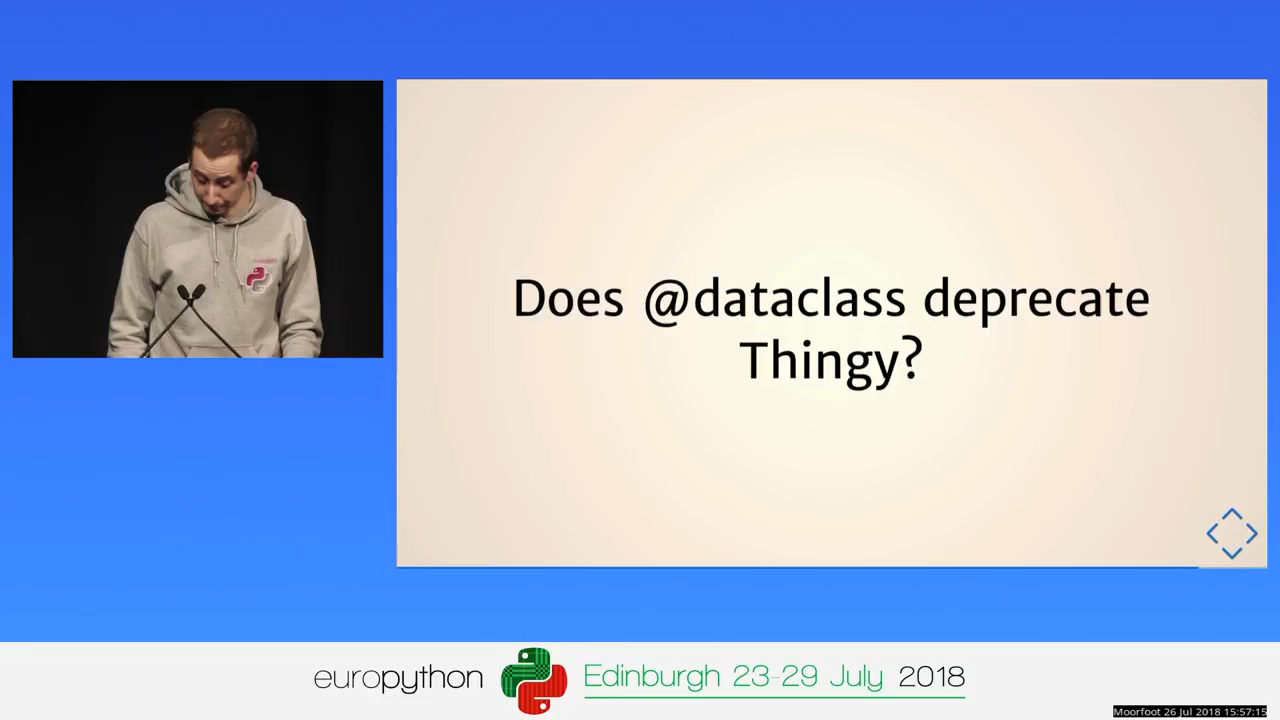 Does @dataclass deprecate
Thingy?
europython Edinburgh 23-29 July 2018
Moorfoot 26 Jul 2018 15:57:15